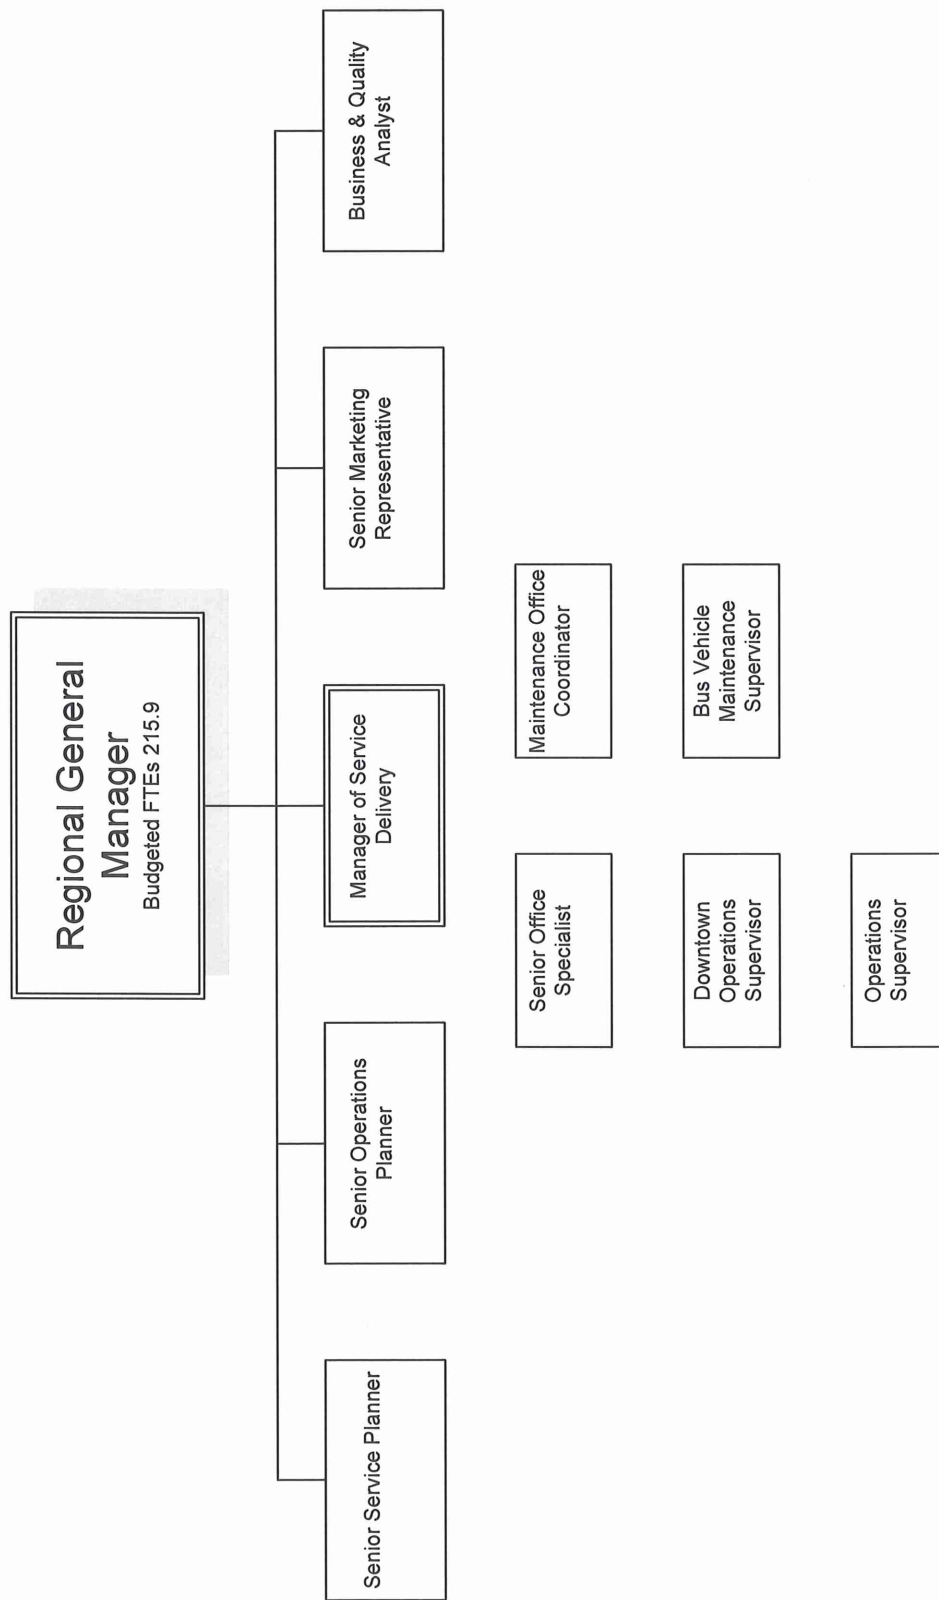 Regional General
Manager
Budgeted FTEs 215.9
Senior Service Planner
Senior Operations
Planner
Manager of Service
Delivery
Senior Marketing
Representative
Business & Quality
Analyst
Senior Office
Specialist
Maintenance Office
Coordinator
Downtown
Operations
Supervisor
Bus Vehicle
Maintenance
Supervisor
Operations
Supervisor